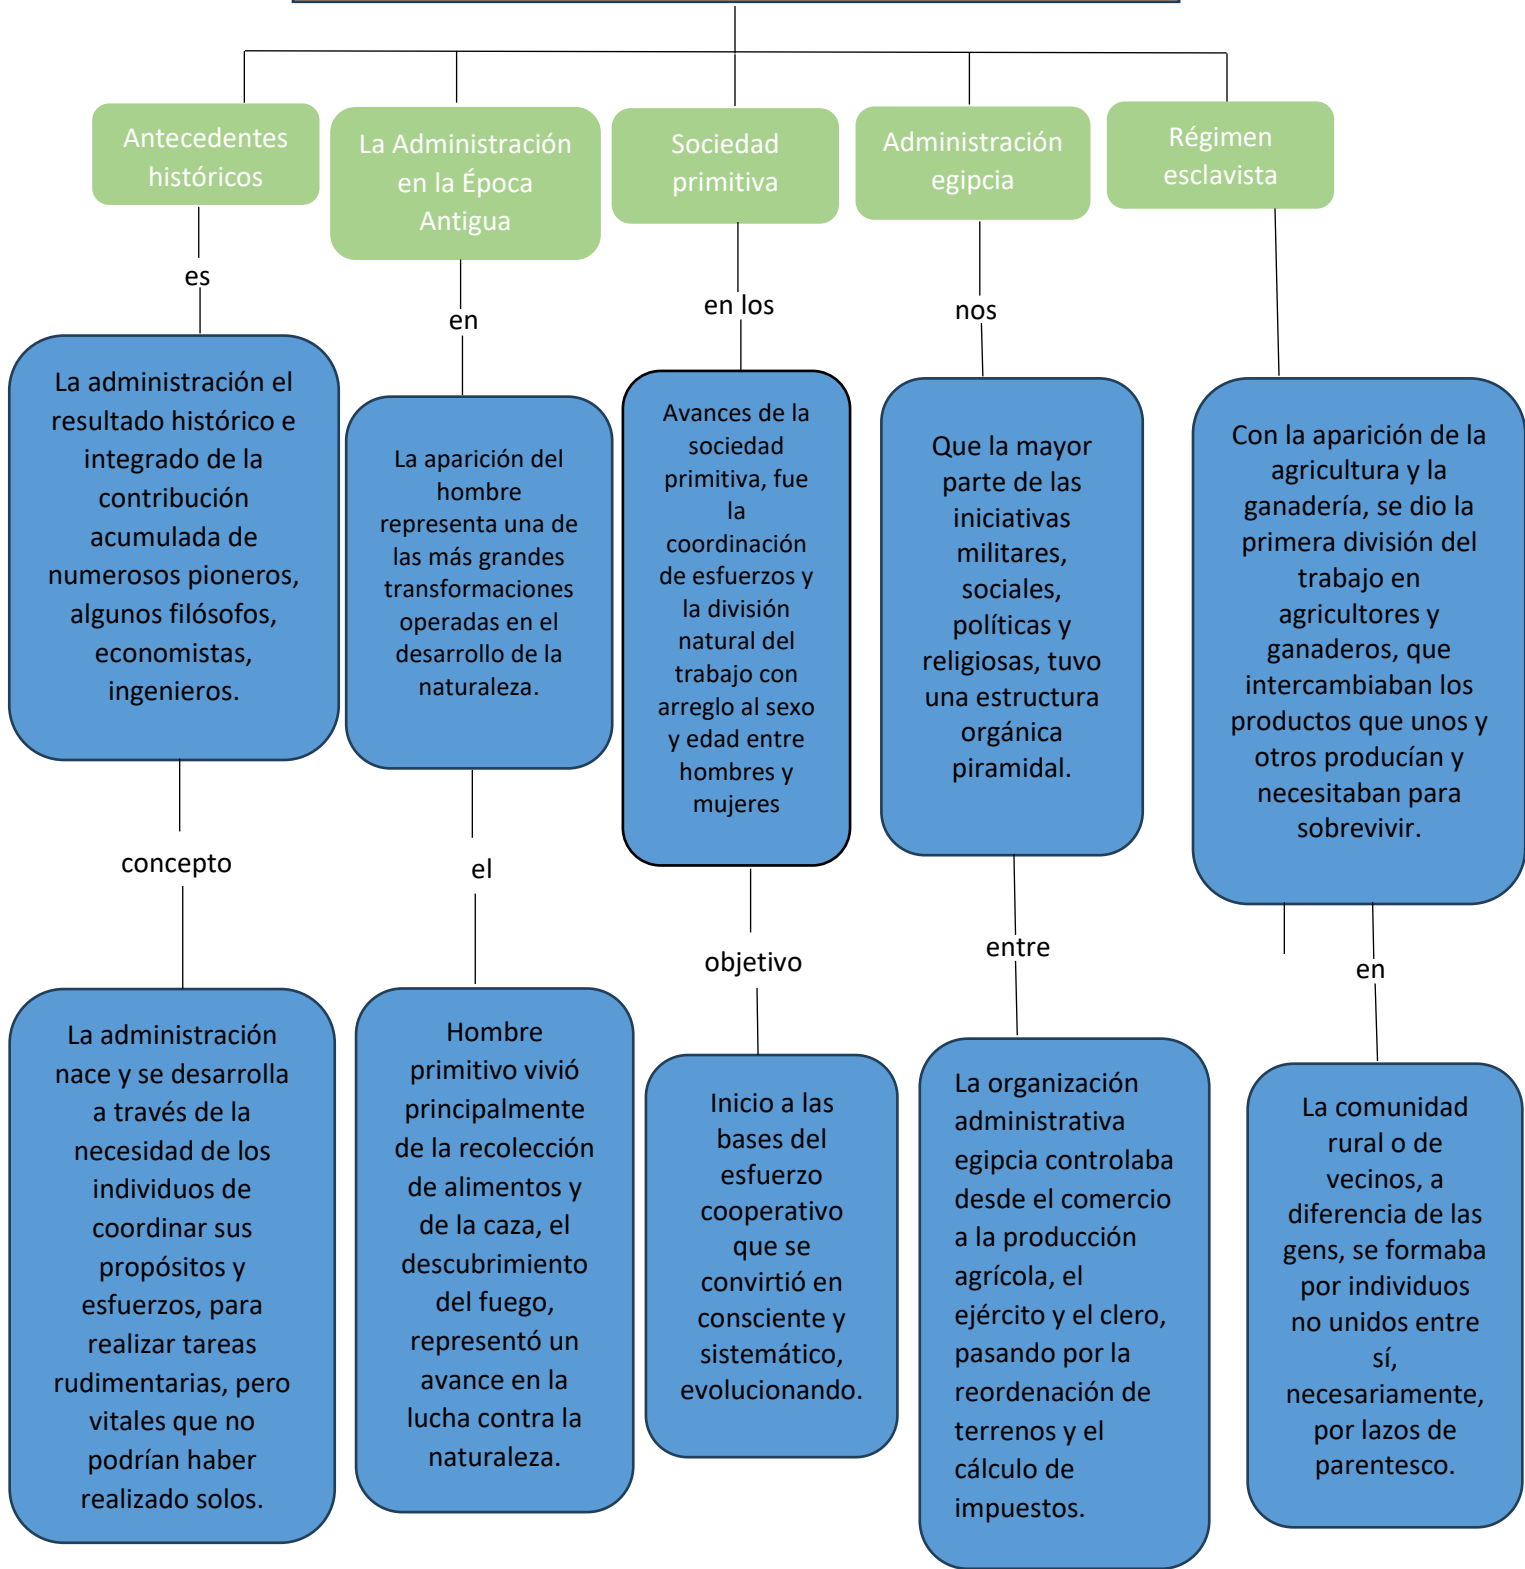 Antecedentes
históricos
La Administración
en la Época
Antigua
Sociedad
primitiva
Administración
egipcia
Régimen
esclavista
es
en
en los
nos
La administración el
resultado histórico e
integrado de la
contribución
acumulada de
numerosos pioneros,
algunos filósofos,
economistas,
ingenieros.
La aparición del
hombre
representa una de
las más grandes
transformaciones
operadas en el
desarrollo de la
naturaleza.
Avances de la
sociedad
primitiva, fue
la
coordinación
de esfuerzos y
la división
natural del
trabajo con
arreglo al sexo
y edad entre
hombres y
mujeres
Que la mayor
parte de las
iniciativas
militares,
sociales,
políticas y
religiosas, tuvo
una estructura
orgánica
piramidal.
Con la aparición de la
agricultura y la
ganadería, se dio la
primera división del
trabajo en
agricultores y
ganaderos, que
intercambiaban los
productos que unos y
otros producían y
necesitaban para
sobrevivir.
concepto
el
objetivo
entre
en
La administración
nace y se desarrolla
a través de la
necesidad de los
individuos de
coordinar sus
propósitos y
esfuerzos, para
realizar tareas
rudimentarias, pero
vitales que no
podrían haber
realizado solos.
Hombre
primitivo vivió
principalmente
de la recolección
de alimentos y
de la caza, el
descubrimiento
del fuego,
representó un
avance en la
lucha contra la
naturaleza.
Inicio a las
bases del
esfuerzo
cooperativo
que se
convirtió en
consciente y
sistemático,
evolucionando.
La organización
administrativa
egipcia controlaba
desde el comercio
a la producción
agrícola, el
ejército y el clero,
pasando por la
reordenación de
terrenos y el
cálculo de
impuestos.
La comunidad
rural o de
vecinos, a
diferencia de las
gens, se formaba
por individuos
no unidos entre
sí,
necesariamente,
por lazos de
parentesco.